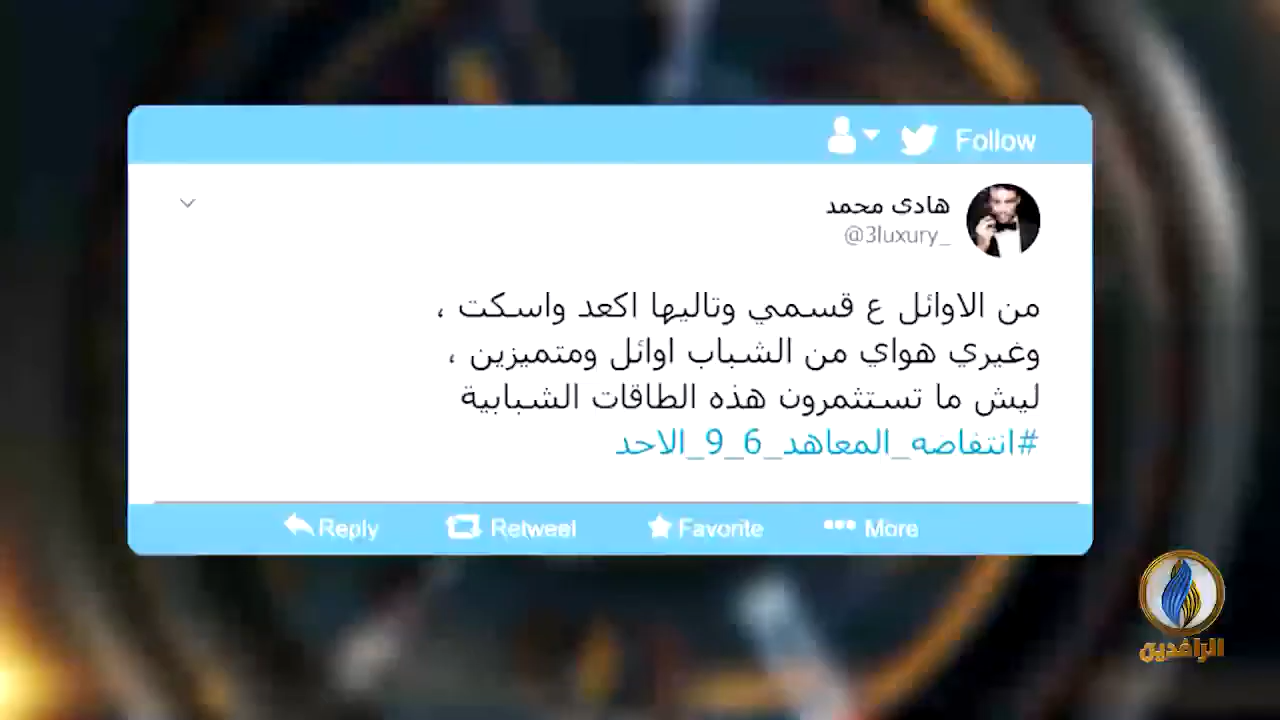 Follow
هادي محمد
@3luxury_
من الاوائل ع قسمي وتاليها اكعد واسكت ،
وغيري هواي من الشباب اوائل ومتميزين ،
ليش ما تستثمرون هذه الطاقات الشبابية
#انتفاضه_المعاهد_6_9_الاحد
Reply Retweet Favorite More
الرافدين